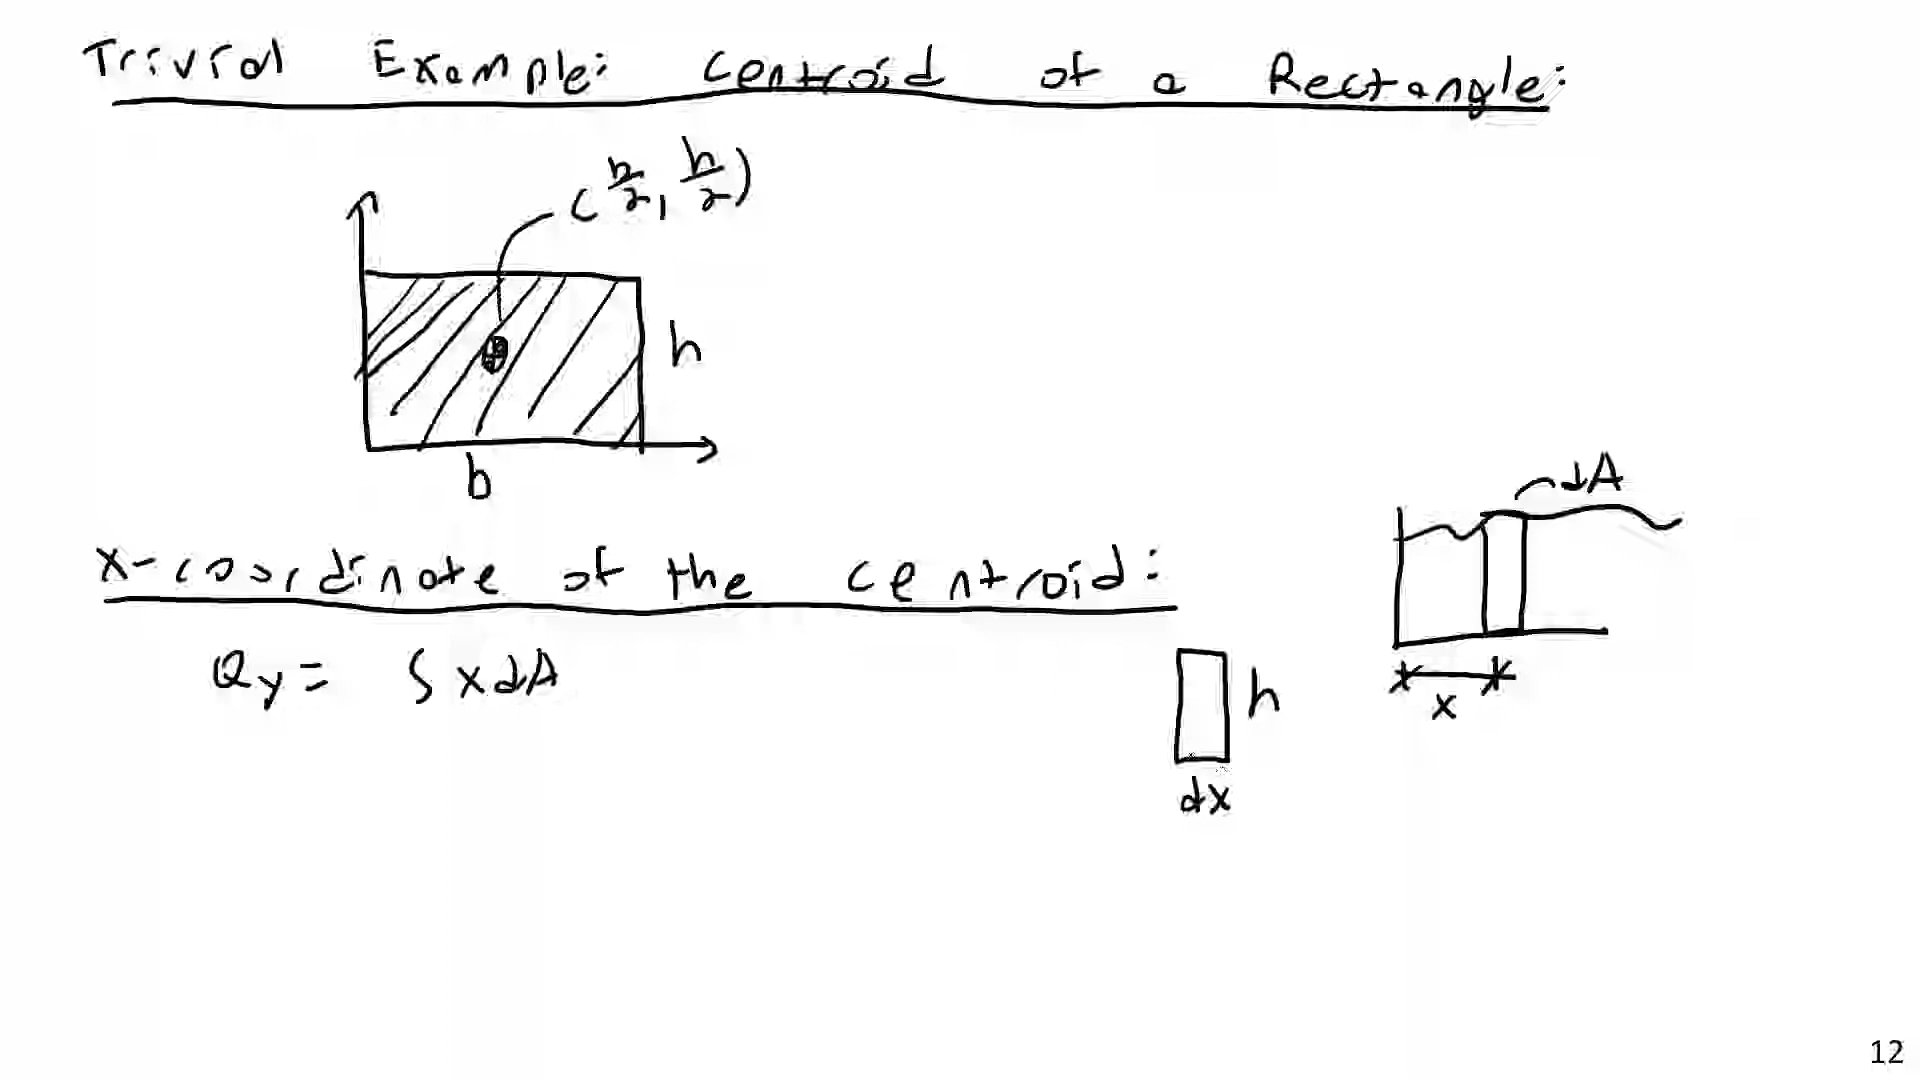 Trivial Example: Centroid of a Rectangle:
(b/2, h/2)
h
b
dA
x-coordinate of the centroid:
x
Qy = ∫ x dA
h
dx
12